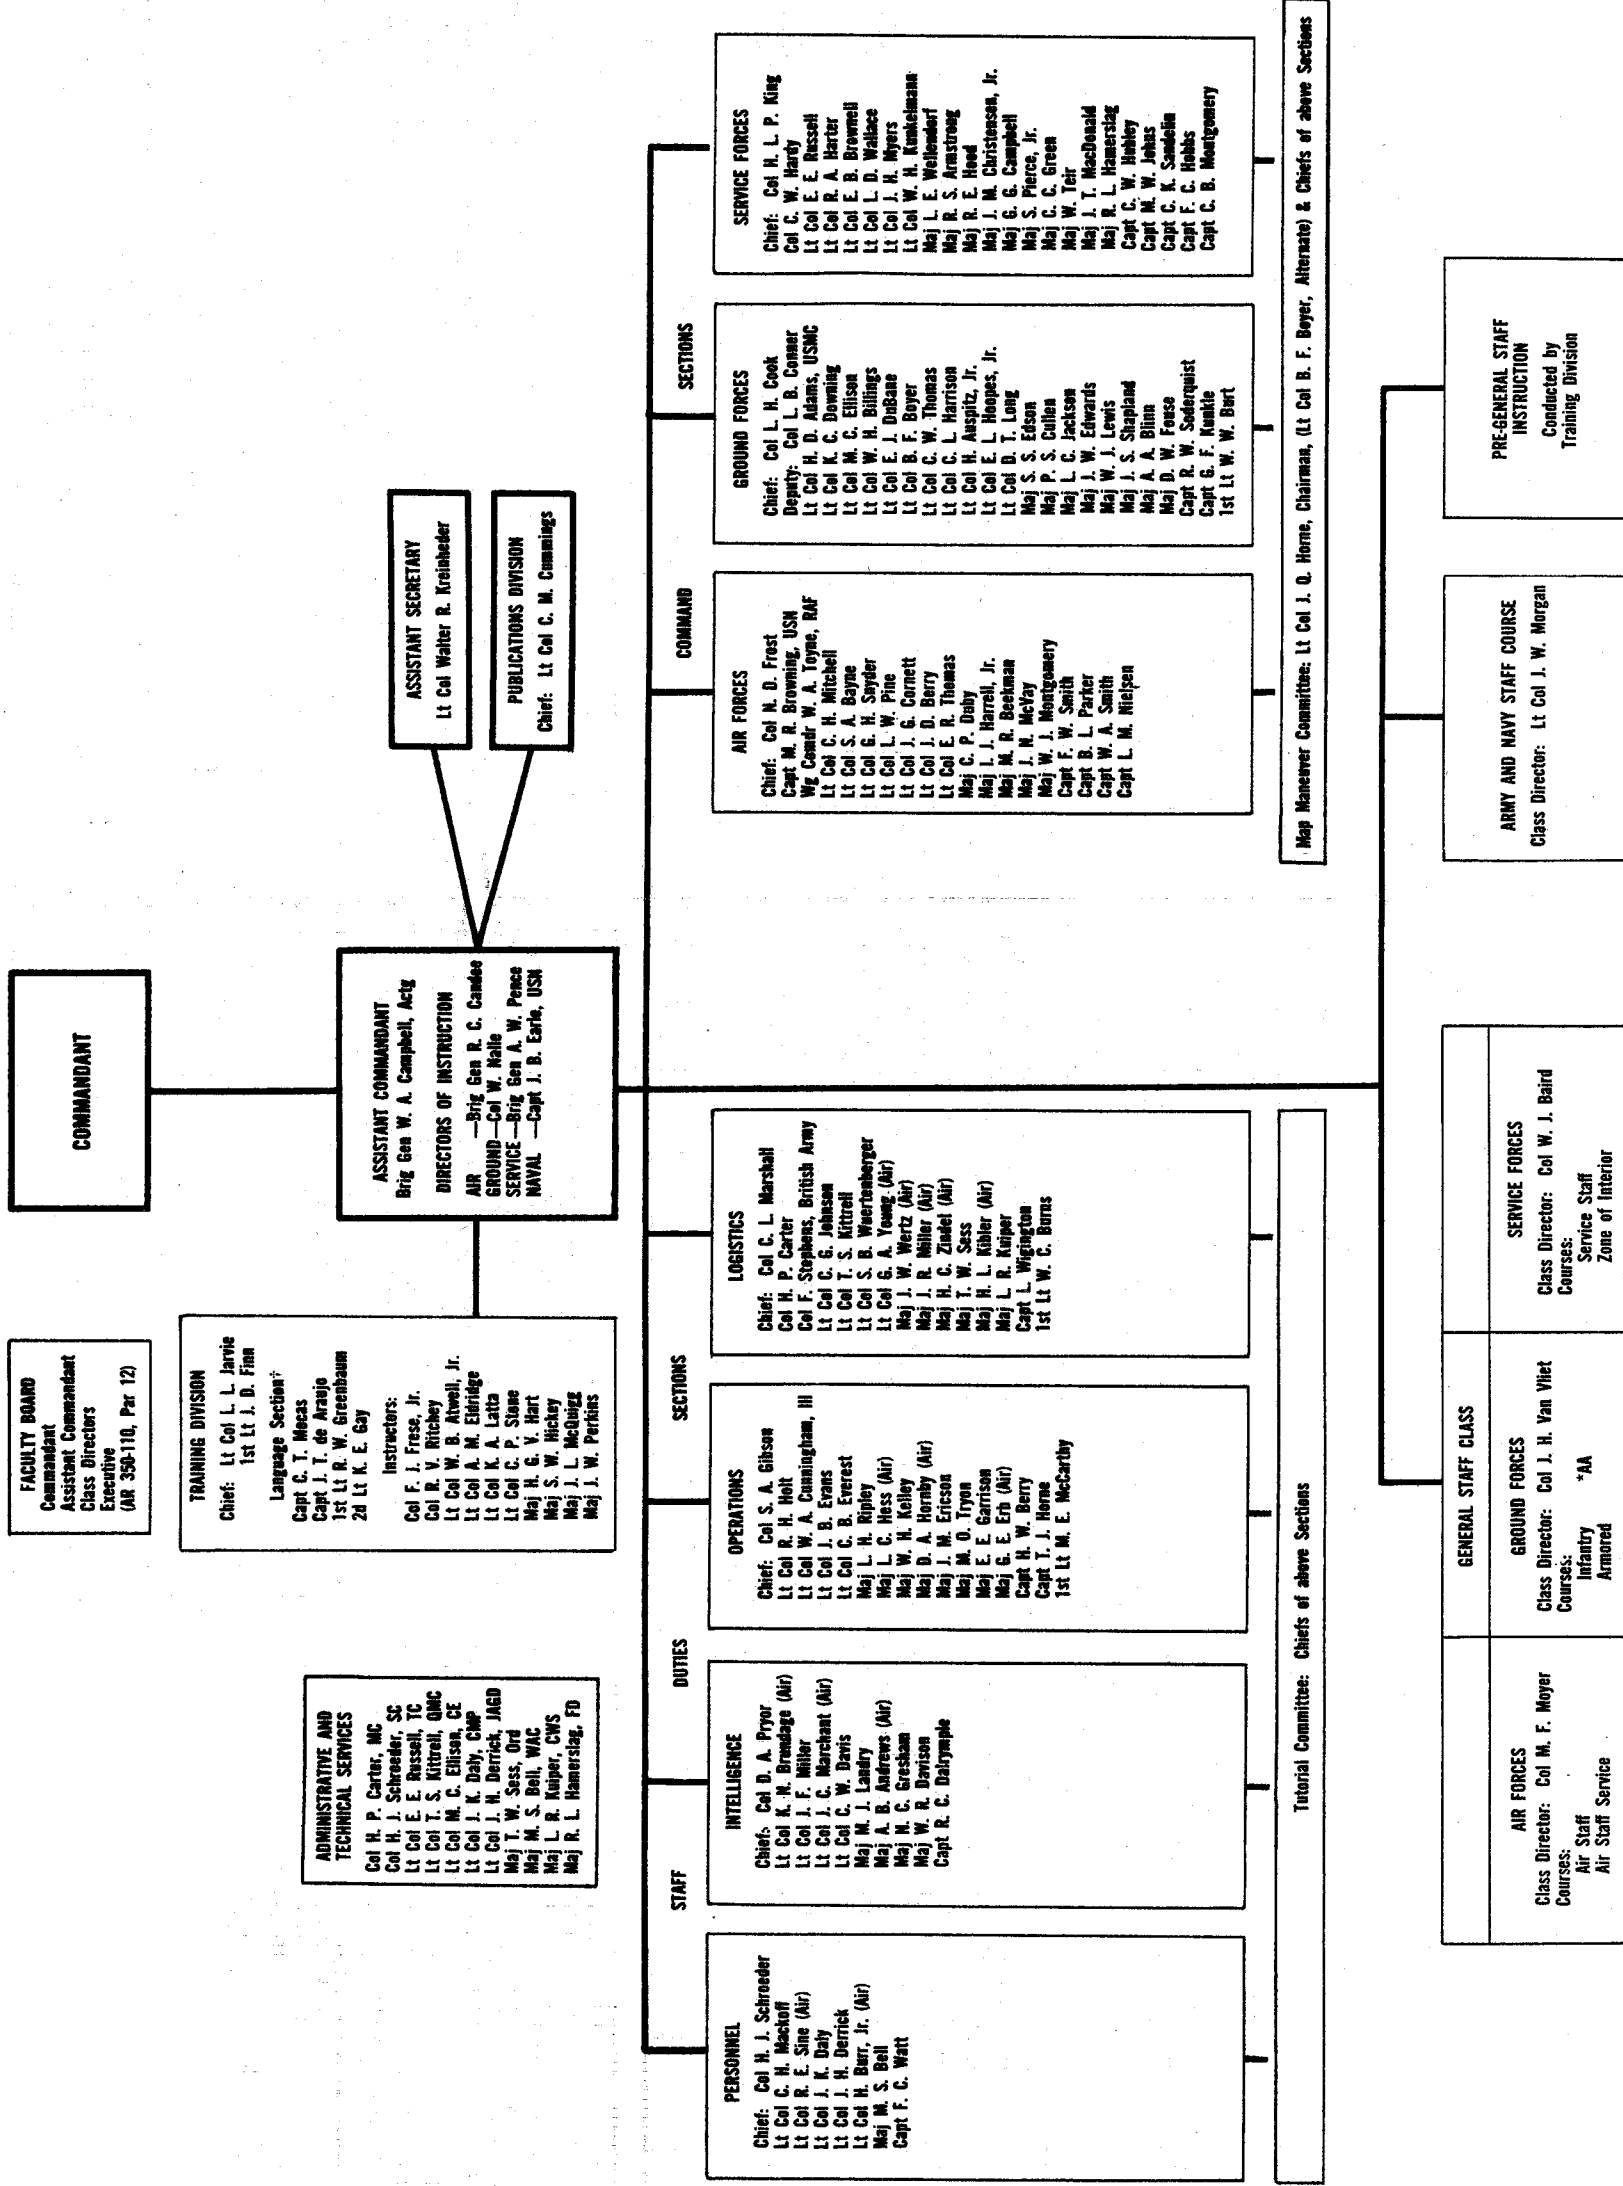 COMMANDANT
FACULTY BOARD
Commandant
Assistant Commandant
Class Directors
Executive
(AR 350-110, Par 12)
ASSISTANT COMMANDANT
Brig Gen W. A. Campbell, Actg
DIRECTORS OF INSTRUCTION
AIR —Brig Gen R. C. Candee
GROUND—Col W. Nalle
SERVICE—Brig Gen A. W. Pence
NAVAL —Capt J. B. Earle, USN
ASSISTANT SECRETARY
Lt Col Walter R. Kreinheder
PUBLICATIONS DIVISION
Chief: Lt Col C. M. Cummings
TRAINING DIVISION
Chief: Lt Col L. L. Jarvie
1st Lt J. D. Finn
Language Section†
Capt C. T. Mecas
Capt J. T. de Araujo
1st Lt R. W. Greenbaum
2d Lt K. E. Gay
Instructors:
Col F. J. Frese, Jr.
Col R. V. Ritchey
Lt Col W. B. Atwell, Jr.
Lt Col A. M. Eldridge
Lt Col K. A. Latta
Lt Col C. P. Stone
Maj H. G. V. Hart
Maj S. W. Hickey
Maj J. L McQuigg
Maj J. W. Perkins
ADMINISTRATIVE AND
TECHNICAL SERVICES
Col H. P. Carter, MC
Col H. J. Schroeder, SC
Lt Col E. E. Russell, TC
Lt Col T. S. Kittrell, QMC
Lt Col M. C. Ellison, CE
Lt Col J. K. Daly, CMP
Lt Col J. H. Derrick, JAGD
Maj T. W. Sess, Ord
Maj M. S. Bell, WAC
Maj L. R. Kuiper, CWS
Maj R. L. Hamerslag, FD
STAFF DUTIES SECTIONS
PERSONNEL
Chief: Col H. J. Schroeder
Lt Col C. H. Mackoff
Lt Col R. E. Sine (Air)
Lt Col J. K. Daly
Lt Col J. H. Derrick
Lt Col H. Burr, Jr. (Air)
Maj M. S. Bell
Capt F. C. Watt
INTELLIGENCE
Chief: Col D. A. Pryor
Lt Col K. N. Brundage (Air)
Lt Col J. F. Miller
Lt Col J. C. Marchant (Air)
Lt Col C. W. Davis
Maj M. J. Landry
Maj A. B. Andrews (Air)
Maj N. C. Gresham
Maj W. R. Davison
Capt R. C. Dalrymple
OPERATIONS
Chief: Col S. A. Gibson
Lt Col R. H. Holt
Lt Col W. A. Cunningham, III
Lt Col J. B. Evans
Lt Col C. B. Everest
Maj L. H. Ripley
Maj L. C. Hess (Air)
Maj W. H. Kelley
Maj D. A. Hornby (Air)
Maj J. M. Ericson
Maj M. O. Tryon
Maj E. E. Garrison
Maj G. E. Erb (Air)
Capt H. W. Berry
Capt T. J. Horne
1st Lt M. E. McCarthy
LOGISTICS
Chief: Col C. L. Marshall
Col H. P. Carter
Col F. Stephens, British Army
Lt Col C. G. Johnson
Lt Col T. S. Kittrell
Lt Col S. B. Wuertenberger
Lt Col G. A. Young (Air)
Maj J. W. Wertz (Air)
Maj J. R. Miller (Air)
Maj H. C. Zindel (Air)
Maj T. W. Sess
Maj H. L. Kibler (Air)
Maj L. R. Kuiper
Capt L. Wigington
1st Lt W. C. Burns
Tutorial Committee: Chiefs of above Sections
COMMAND SECTIONS
AIR FORCES
Chief: Col N. D. Frost
Capt M. R. Browning, USN
Wg Comdr W. A. Toyne, RAF
Lt Col C. H. Mitchell
Lt Col S. A. Bayne
Lt Col G. H. Snyder
Lt Col L. W. Pine
Lt Col J. G. Cornett
Lt Col J. D. Berry
Lt Col E. R. Thomas
Maj C. P. Duby
Maj J. J. Harrell, Jr.
Maj M. R. Beekman
Maj J. N. McVay
Maj W. J. Montgomery
Capt F. W. Smith
Capt B. L. Parker
Capt W. A. Smith
Capt L. M. Nielsen
GROUND FORCES
Chief: Col L. H. Cook
Deputy: Col L. B. Conner
Lt Col H. D. Adams, USMC
Lt Col K. C. Downing
Lt Col M. C. Ellison
Lt Col W. H. Billings
Lt Col E. J. DuBane
Lt Col B. F. Boyer
Lt Col C. W. Thomas
Lt Col C. L. Harrison
Lt Col H. Auspitz, Jr.
Lt Col E. L. Hoopes, Jr.
Lt Col D. T. Long
Maj S. S. Edson
Maj P. S. Cullen
Maj L. C. Jackson
Maj J. W. Edwards
Maj W. J. Lewis
Maj J. S. Shapland
Maj A. A. Blinn
Maj D. W. Fouse
Capt R. W. Soderquist
Capt G. F. Kunkle
1st Lt W. W. Burt
SERVICE FORCES
Chief: Col H. L. P. King
Col C. W. Hardy
Lt Col E. E. Russell
Lt Col R. A. Harter
Lt Col E. B. Brownell
Lt Col L. D. Wallace
Lt Col J. H. Myers
Lt Col W. H. Kunkelmann
Maj L. E. Wellendorf
Maj R. S. Armstrong
Maj R. E. Hood
Maj J. M. Christensen, Jr.
Maj G. G. Campbell
Maj S. Pierce, Jr.
Maj C. C. Green
Maj W. Teir
Maj J. T. MacDonald
Maj R. L. Hamerslag
Capt C. W. Hubley
Capt M. W. Johns
Capt C. K. Sandelin
Capt F. C. Hobbs
Capt C. B. Montgomery
Map Maneuver Committee: Lt Col J. Q. Horne, Chairman, (Lt Col B. F. Boyer, Alternate) & Chiefs of above Sections
GENERAL STAFF CLASS
AIR FORCES
Class Director: Col M. F. Moyer
Courses:
Air Staff
Air Staff Service
GROUND FORCES
Class Director: Col J. H. Van Vliet
Courses:
Infantry *AA
Armored
SERVICE FORCES
Class Director: Col W. J. Baird
Courses:
Service Staff
Zone of Interior
ARMY AND NAVY STAFF COURSE
Class Director: Lt Col J. W. Morgan
PRE-GENERAL STAFF
INSTRUCTION
Conducted by
Training Division